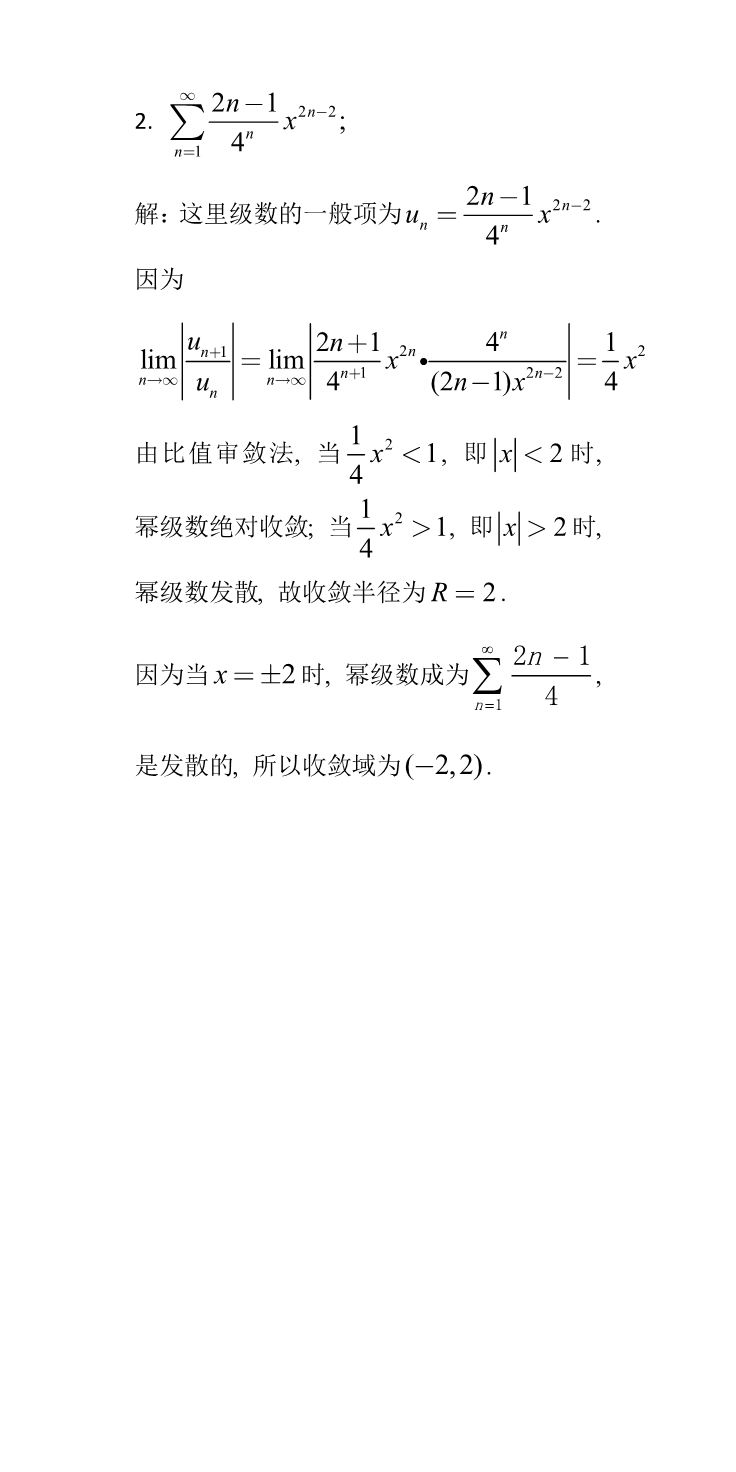 2. $\sum_{n=1}^{\infty}\frac{2n-1}{4^n}x^{2n-2}$;
解: 这里级数的一般项为$u_n=\frac{2n-1}{4^n}x^{2n-2}$.
因为
$\lim_{n\to\infty}\left|\frac{u_{n+1}}{u_n}\right|=\lim_{n\to\infty}\left|\frac{2n+1}{4^{n+1}}x^{2n}\bullet\frac{4^n}{(2n-1)x^{2n-2}}\right|=\frac{1}{4}x^2$
由比值审敛法, 当$\frac{1}{4}x^2<1$, 即$|x|<2$时,
幂级数绝对收敛; 当$\frac{1}{4}x^2>1$, 即$|x|>2$时,
幂级数发散, 故收敛半径为$R=2$.
因为当$x=\pm2$时, 幂级数成为$\sum_{n=1}^{\infty}\frac{2n-1}{4}$,
是发散的, 所以收敛域为$(-2,2)$.